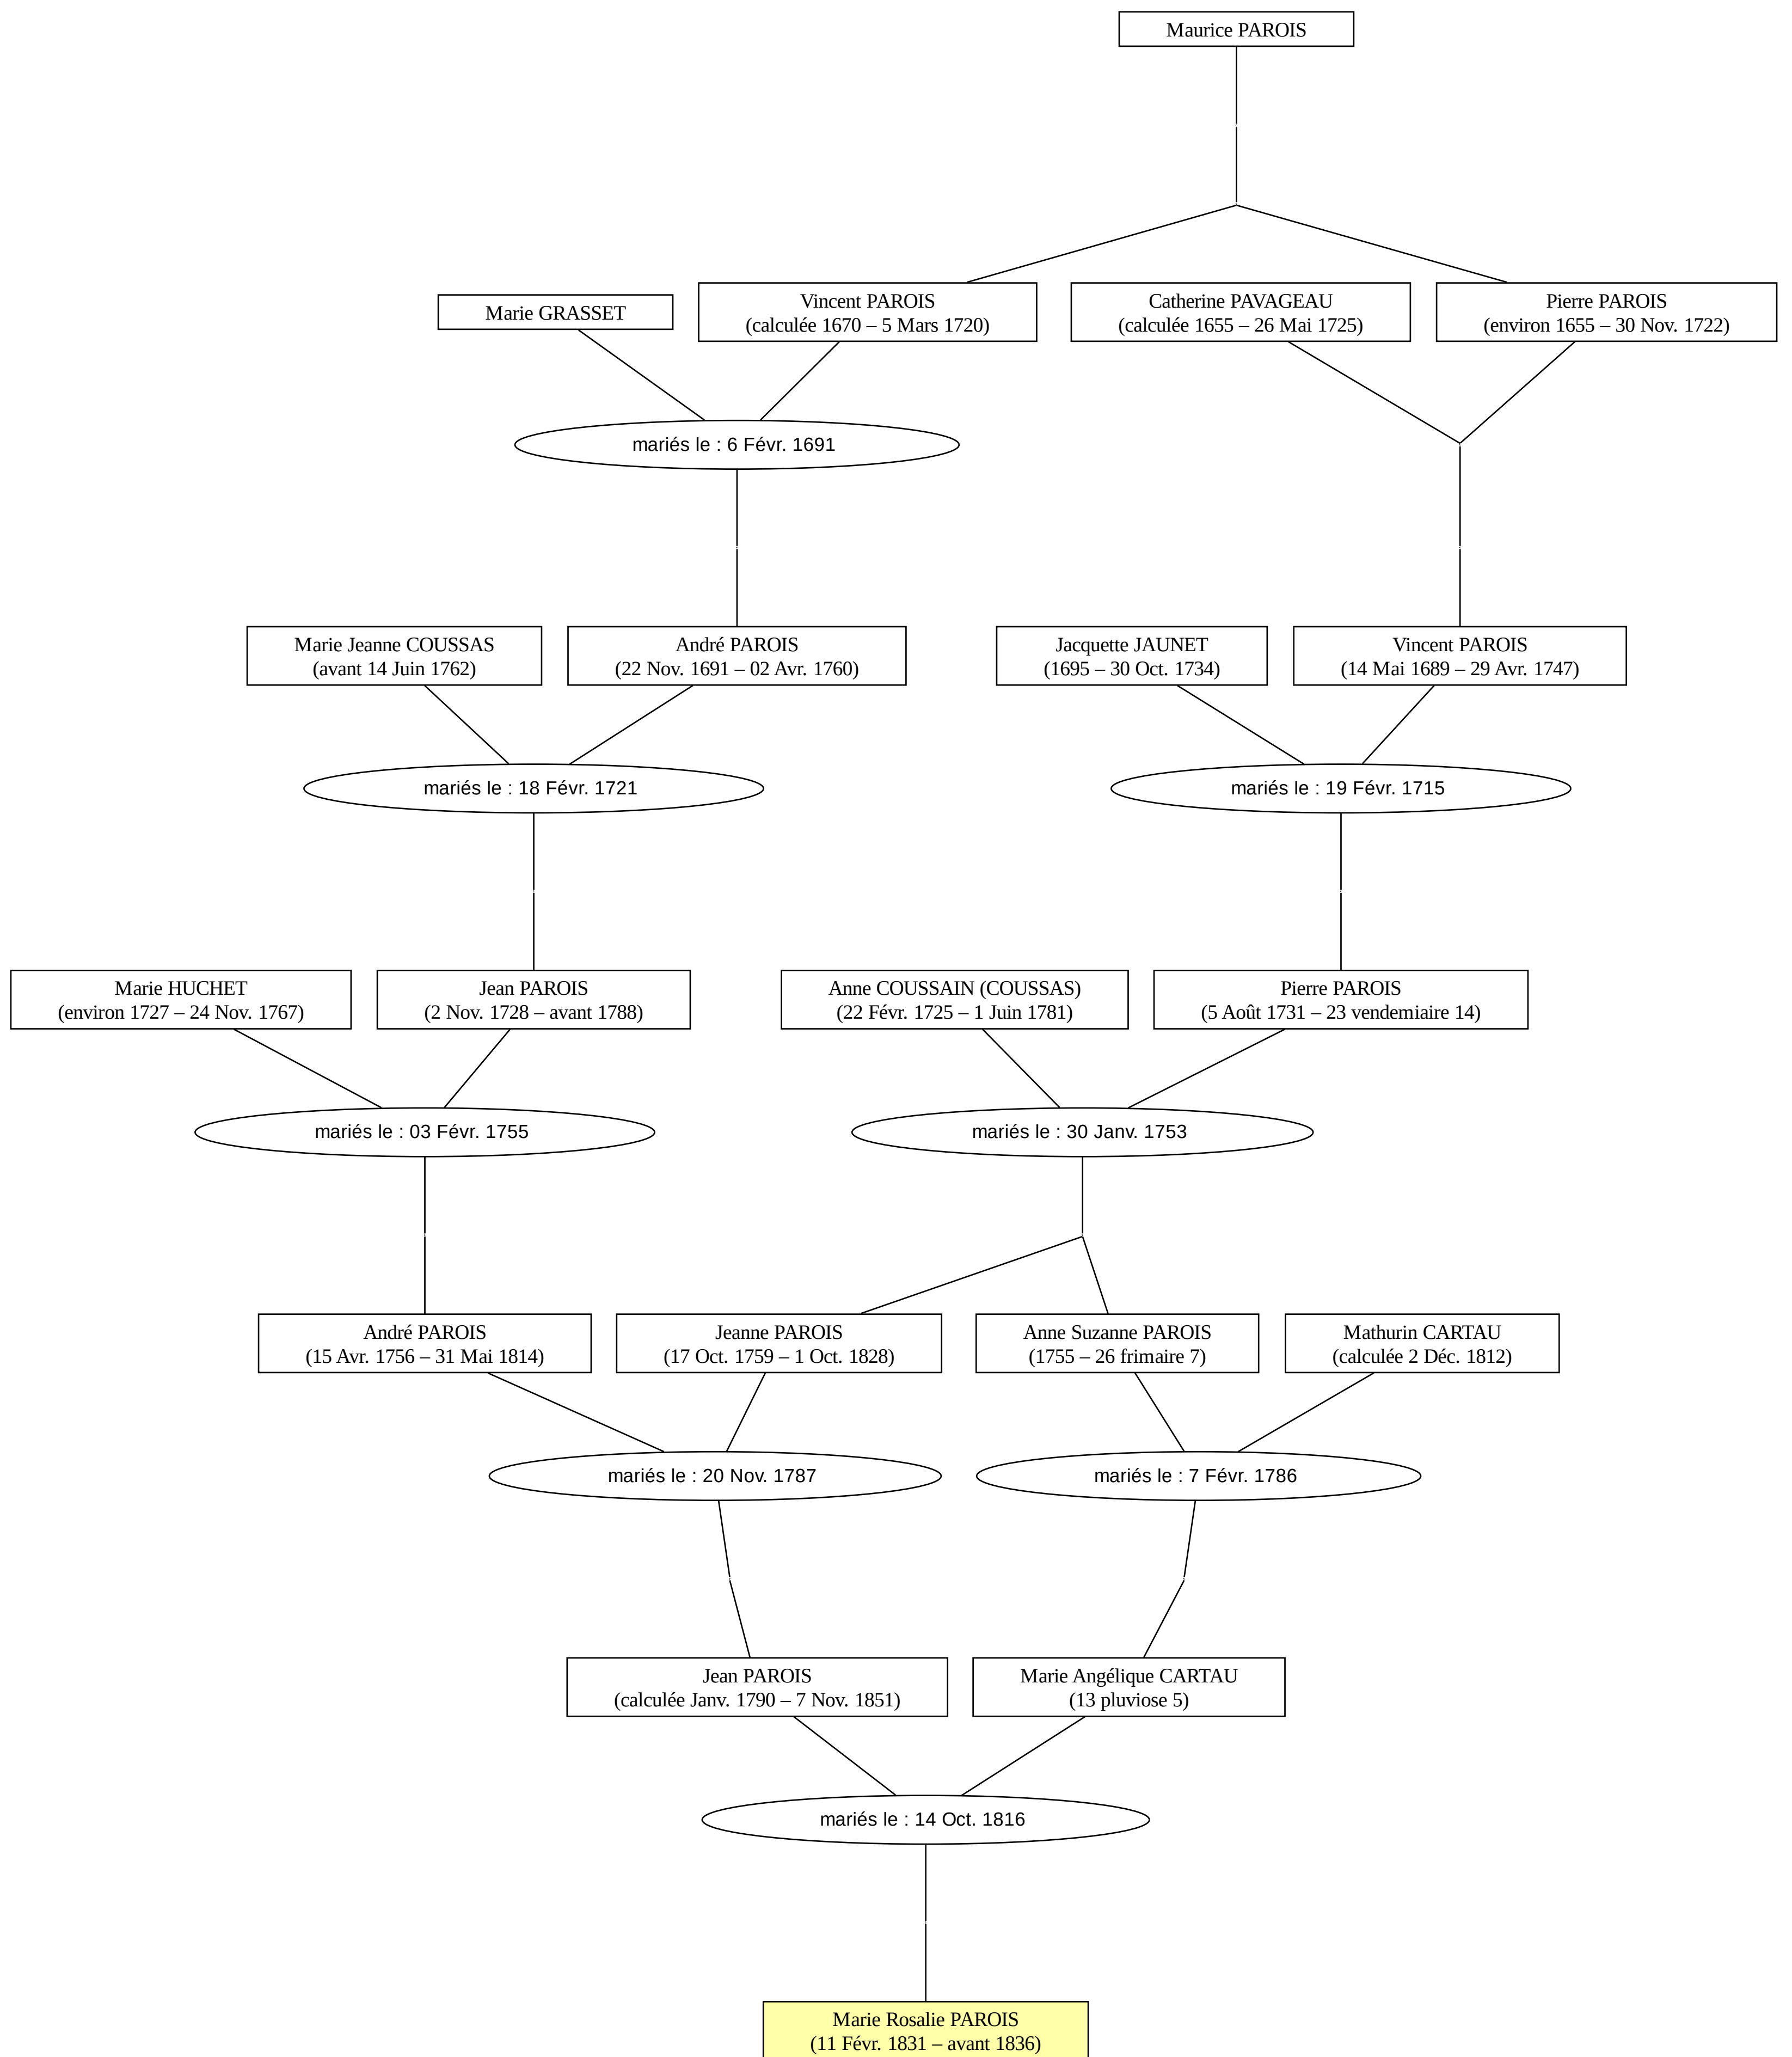 Maurice PAROIS
Marie GRASSET
Vincent PAROIS
(calculée 1670 – 5 Mars 1720)
Catherine PAVAGEAU
(calculée 1655 – 26 Mai 1725)
Pierre PAROIS
(environ 1655 – 30 Nov. 1722)
mariés le : 6 Févr. 1691
Marie Jeanne COUSSAS
(avant 14 Juin 1762)
André PAROIS
(22 Nov. 1691 – 02 Avr. 1760)
Jacquette JAUNET
(1695 – 30 Oct. 1734)
Vincent PAROIS
(14 Mai 1689 – 29 Avr. 1747)
mariés le : 18 Févr. 1721
mariés le : 19 Févr. 1715
Marie HUCHET
(environ 1727 – 24 Nov. 1767)
Jean PAROIS
(2 Nov. 1728 – avant 1788)
Anne COUSSAIN (COUSSAS)
(22 Févr. 1725 – 1 Juin 1781)
Pierre PAROIS
(5 Août 1731 – 23 vendemiaire 14)
mariés le : 03 Févr. 1755
mariés le : 30 Janv. 1753
André PAROIS
(15 Avr. 1756 – 31 Mai 1814)
Jeanne PAROIS
(17 Oct. 1759 – 1 Oct. 1828)
Anne Suzanne PAROIS
(1755 – 26 frimaire 7)
Mathurin CARTAU
(calculée 2 Déc. 1812)
mariés le : 20 Nov. 1787
mariés le : 7 Févr. 1786
Jean PAROIS
(calculée Janv. 1790 – 7 Nov. 1851)
Marie Angélique CARTAU
(13 pluviose 5)
mariés le : 14 Oct. 1816
Marie Rosalie PAROIS
(11 Févr. 1831 – avant 1836)